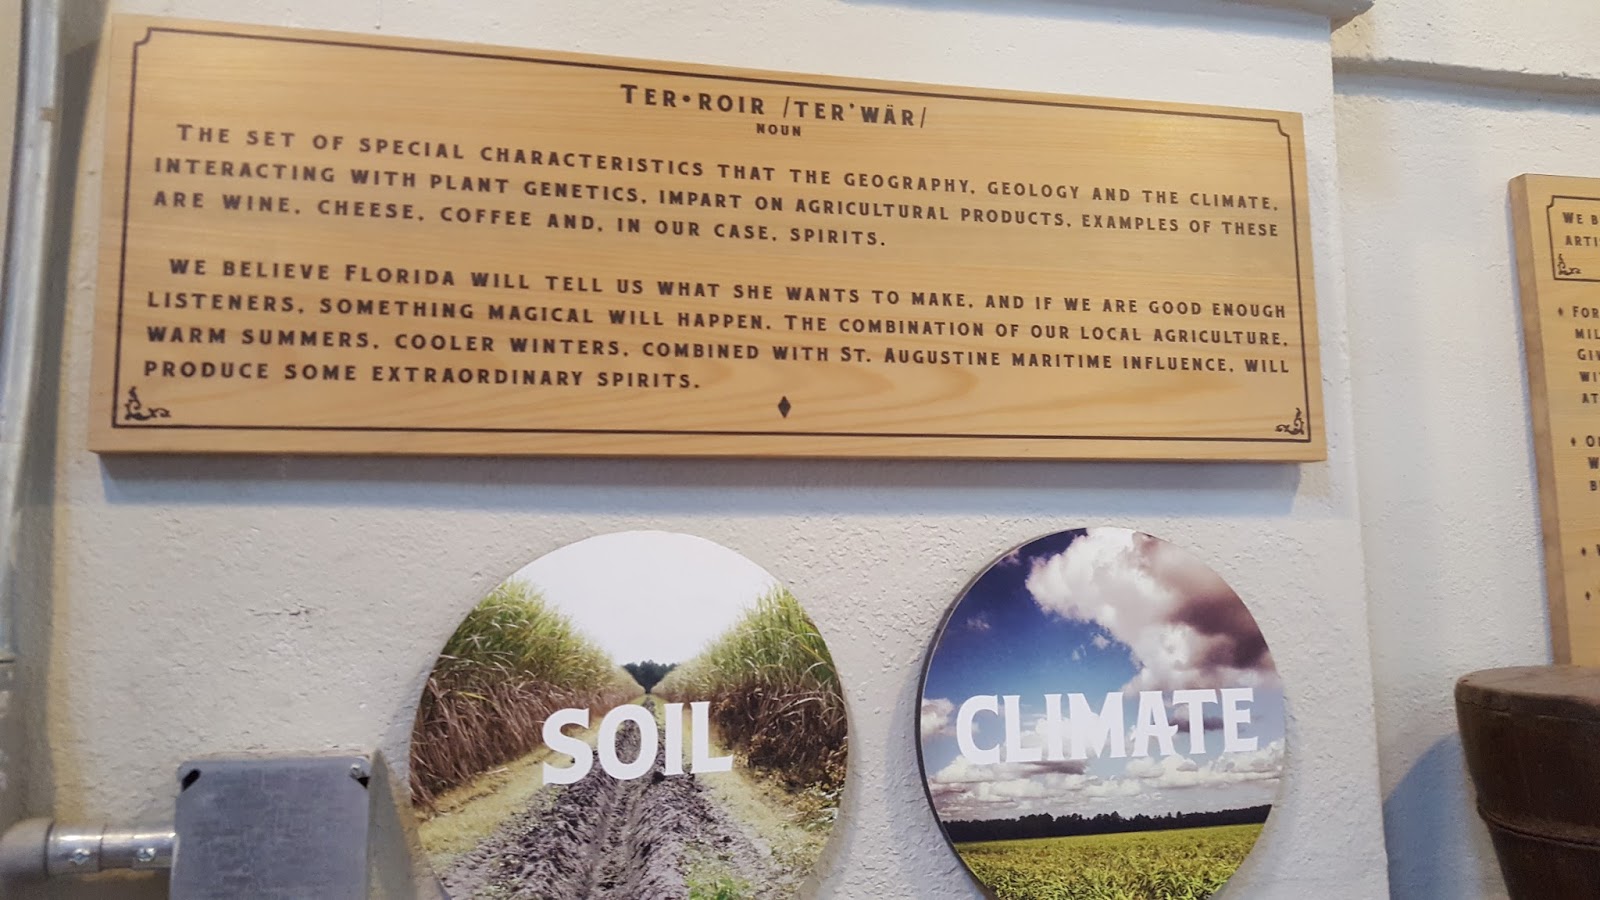 TER•ROIR /TER'WÄR/
NOUN
THE SET OF SPECIAL CHARACTERISTICS THAT THE GEOGRAPHY, GEOLOGY AND THE CLIMATE,
INTERACTING WITH PLANT GENETICS, IMPART ON AGRICULTURAL PRODUCTS, EXAMPLES OF THESE
ARE WINE, CHEESE, COFFEE AND, IN OUR CASE, SPIRITS.
WE BELIEVE FLORIDA WILL TELL US WHAT SHE WANTS TO MAKE, AND IF WE ARE GOOD ENOUGH
LISTENERS, SOMETHING MAGICAL WILL HAPPEN. THE COMBINATION OF OUR LOCAL AGRICULTURE,
WARM SUMMERS, COOLER WINTERS, COMBINED WITH ST. AUGUSTINE MARITIME INFLUENCE, WILL
PRODUCE SOME EXTRAORDINARY SPIRITS.
SOIL
CLIMATE
WE